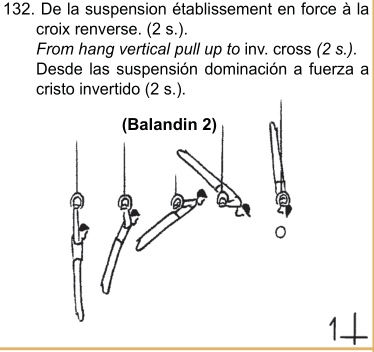 132. De la suspension établissement en force à la
croix renverse. (2 s.).
From hang vertical pull up to inv. cross (2 s.).
Desde las suspensión dominación a fuerza a
cristo invertido (2 s.).
(Balandin 2)